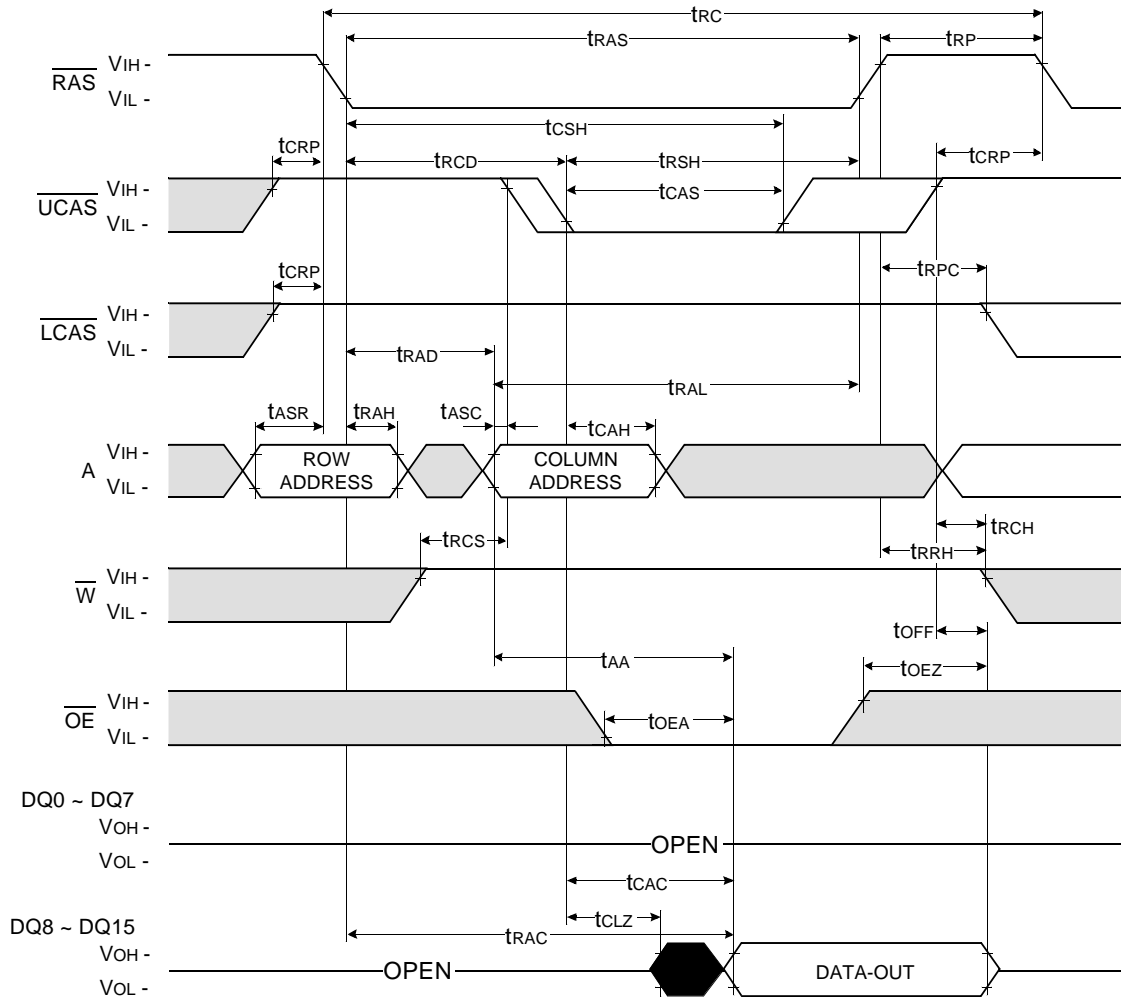 tRC
tRAS
tRP
RAS
VIH -
VIL -
tCSH
tCRP
tRCD
tRSH
tCRP
UCAS
VIH -
VIL -
tCAS
tRPC
tCRP
LCAS
VIH -
VIL -
tRAD
tRAL
tASR
tRAH
tASC
tCAH
A
VIH -
VIL -
ROW
ADDRESS
COLUMN
ADDRESS
tRCH
tRCS
tRRH
W
VIH -
VIL -
tOFF
tAA
tOEZ
OE
VIH -
VIL -
tOEA
DQ0 ~ DQ7
VOH -
VOL -
OPEN
tCAC
tCLZ
tRAC
DQ8 ~ DQ15
VOH -
VOL -
OPEN
DATA-OUT